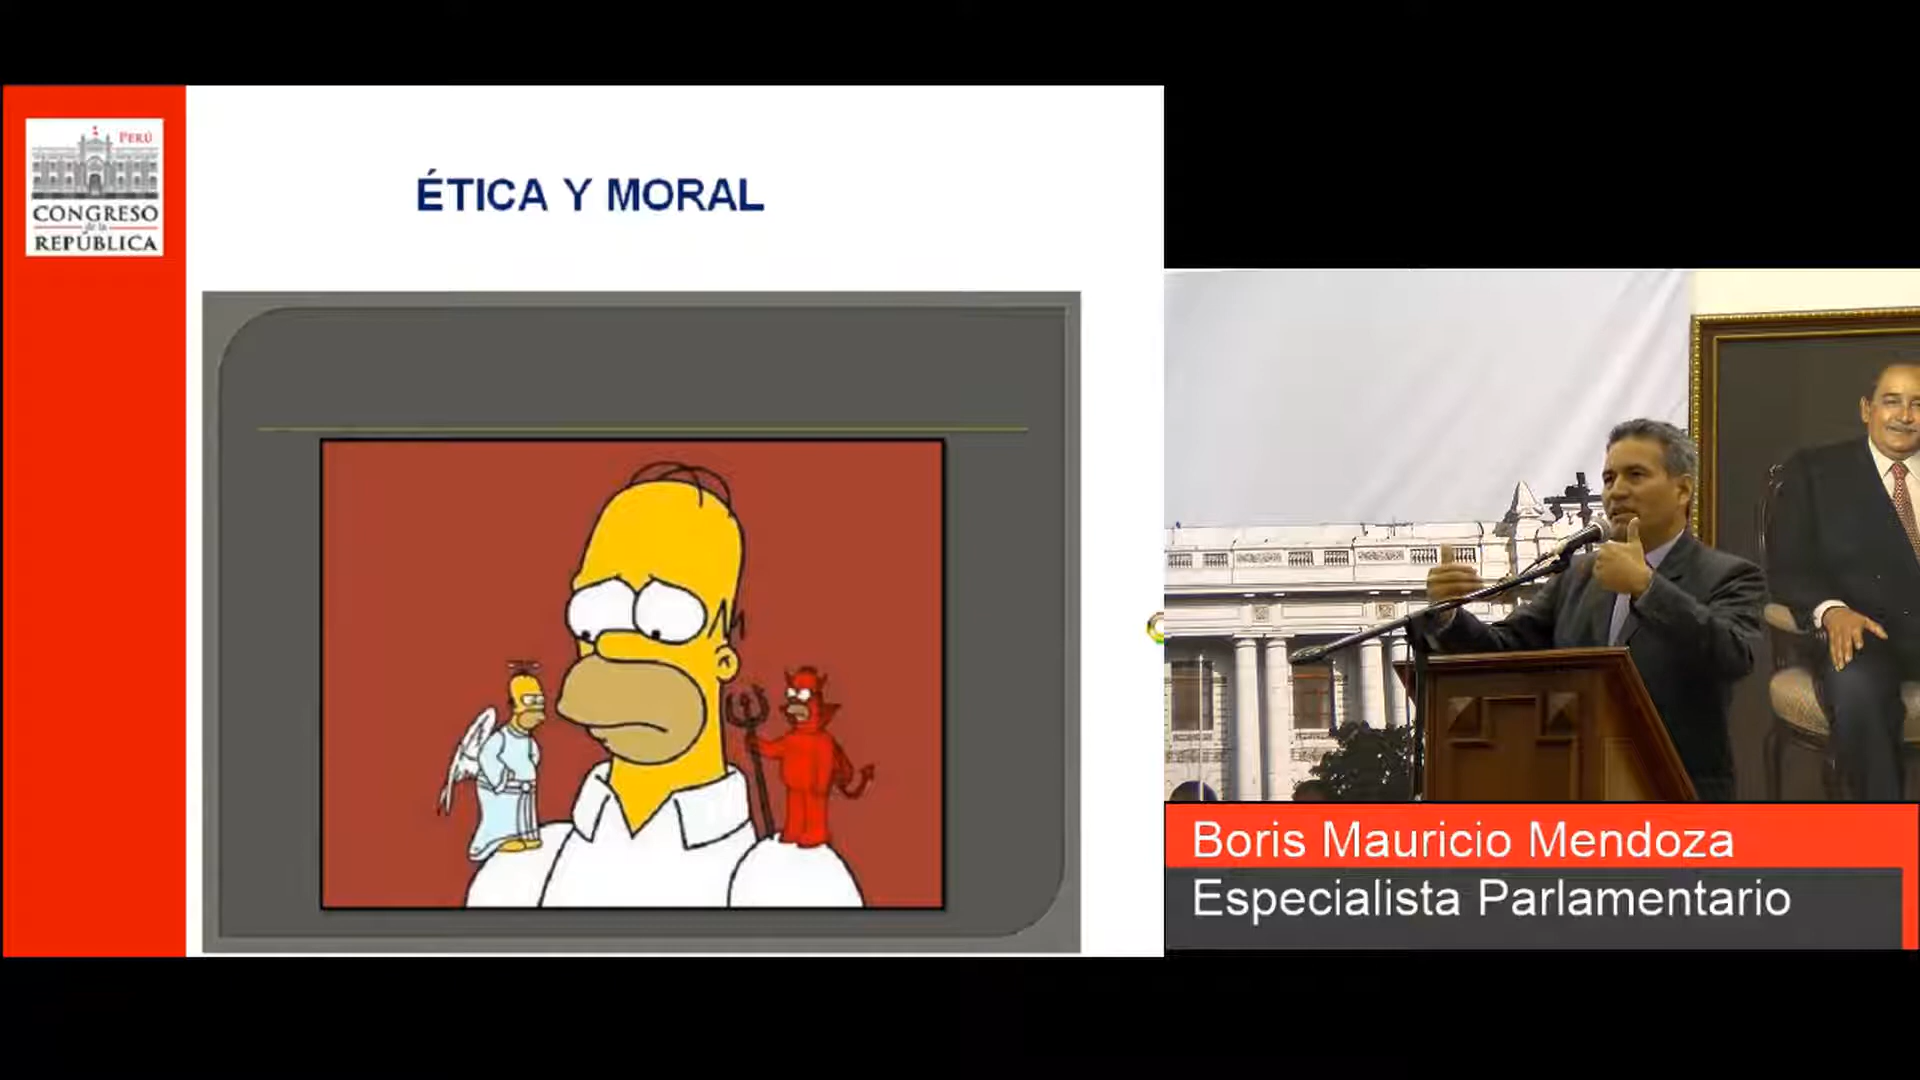 PERÚ
CONGRESO
de la
REPÚBLICA
ÉTICA Y MORAL
Boris Mauricio Mendoza
Especialista Parlamentario